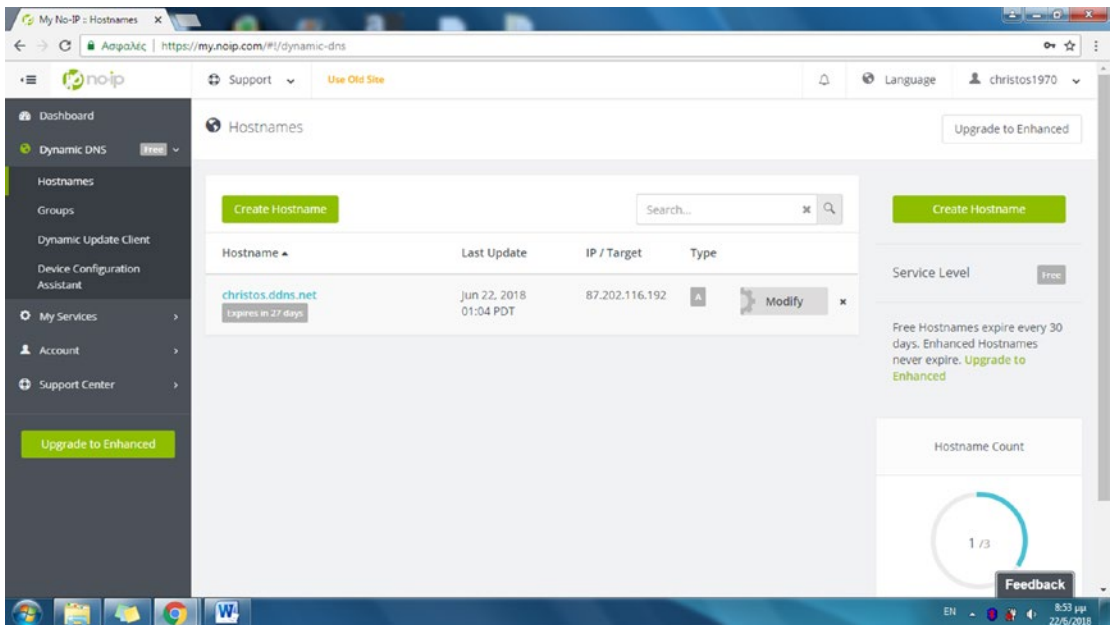 My No-IP :: Hostnames
Ασφαλές | https://my.noip.com/#!/dynamic-dns
noip
Support
Use Old Site
Language
christos1970
Dashboard
Dynamic DNS
Free
Hostnames
Groups
Dynamic Update Client
Device Configuration
Assistant
My Services
Account
Support Center
Upgrade to Enhanced
Hostnames
Upgrade to Enhanced
Create Hostname
Search...
Hostname
Last Update
IP / Target
Type
christos.ddns.net
Expires in 27 days
Jun 22, 2018
01:04 PDT
87.202.116.192
A
Modify
Create Hostname
Service Level
Free
Free Hostnames expire every 30
days. Enhanced Hostnames
never expire. Upgrade to
Enhanced
Hostname Count
1 /3
Feedback
W
EN
8:53 μμ
22/6/2018